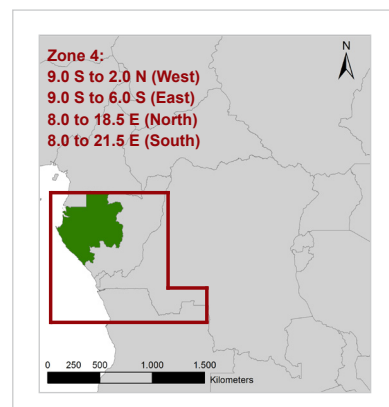 Zone 4:
9.0 S to 2.0 N (West)
9.0 S to 6.0 S (East)
8.0 to 18.5 E (North)
8.0 to 21.5 E (South)
N
0 250 500 1.000 1.500
Kilometers